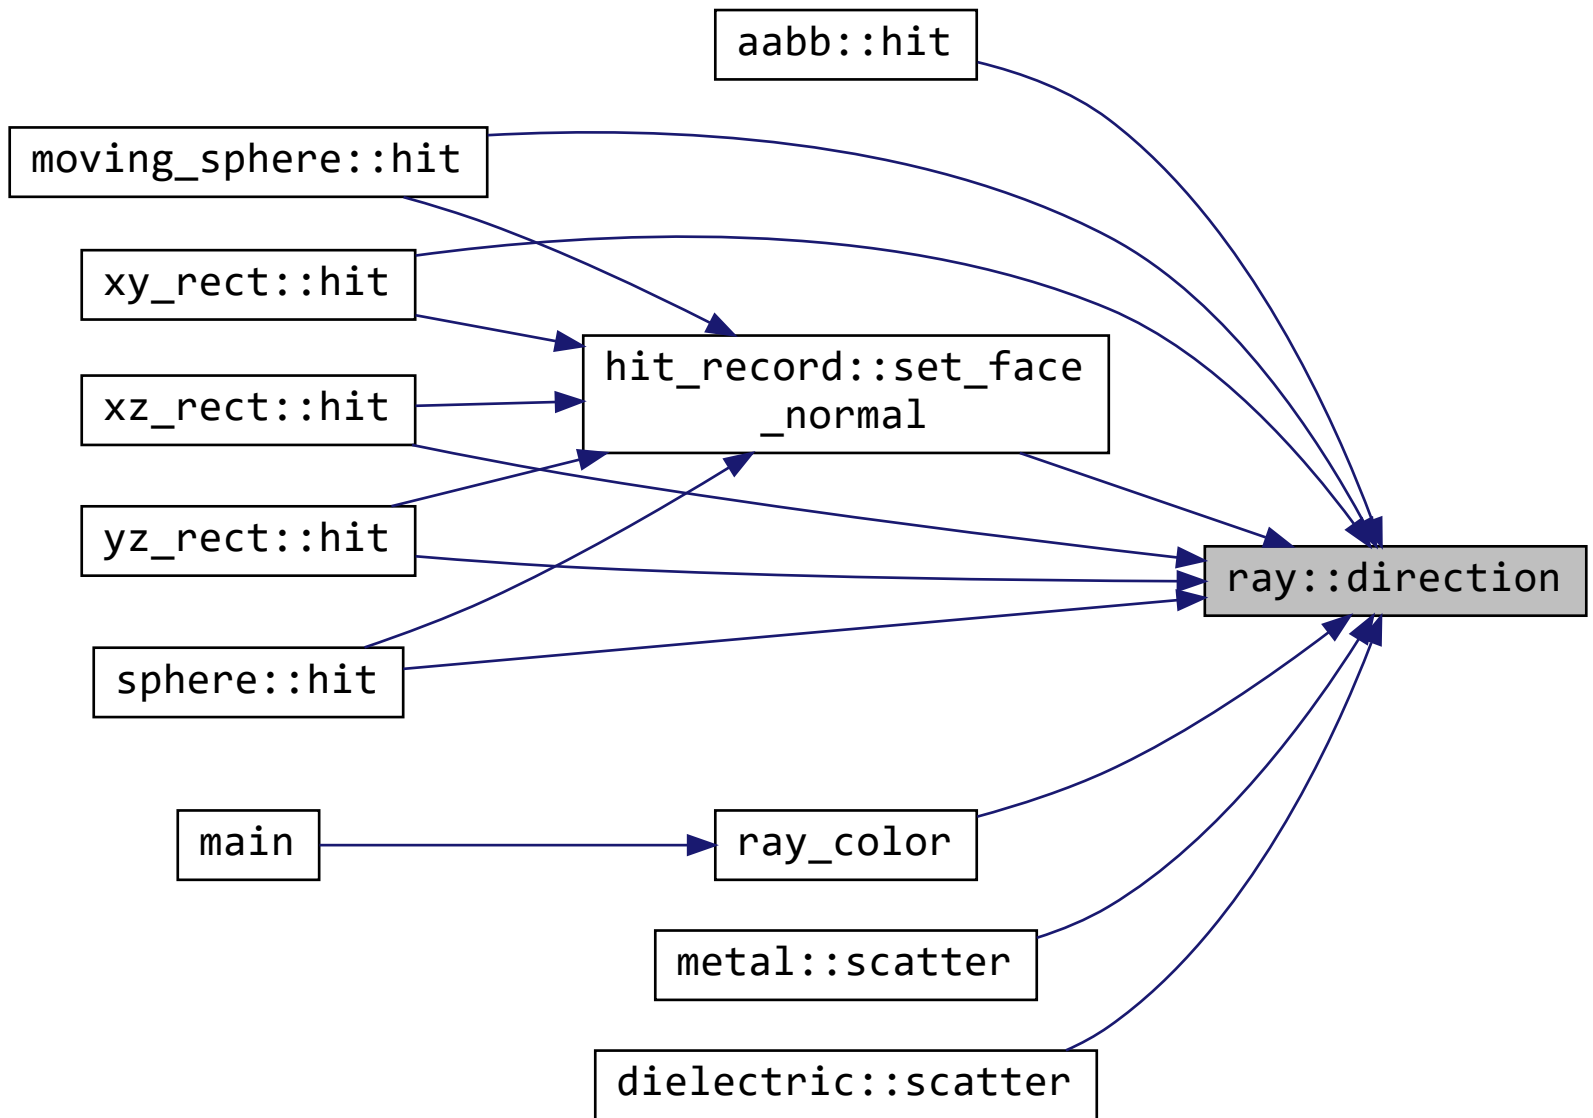 aabb::hit
moving_sphere::hit
xy_rect::hit
hit_record::set_face
_normal
xz_rect::hit
yz_rect::hit
ray::direction
sphere::hit
main
ray_color
metal::scatter
dielectric::scatter